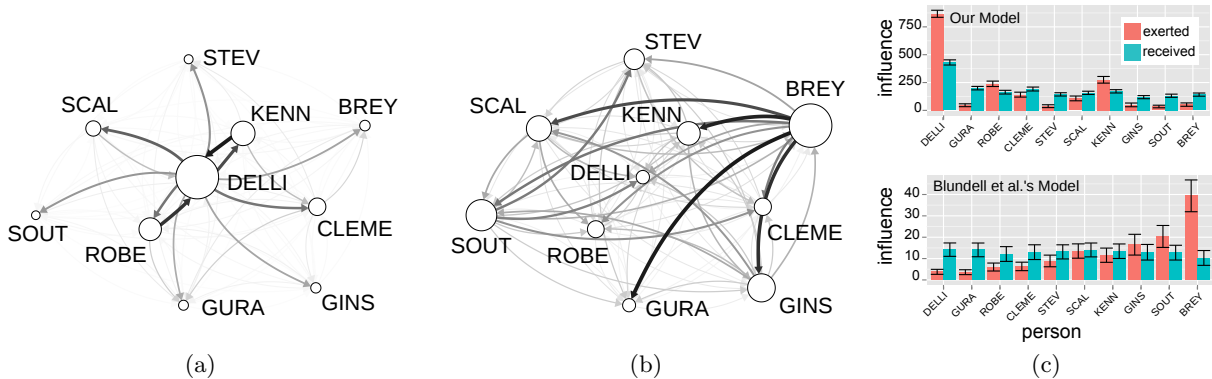 STEV
SCAL
KENN
BREY
DELLI
SOUT
ROBE
CLEME
GURA
GINS
(a)
STEV
BREY
SCAL
KENN
DELLI
SOUT
ROBE
CLEME
GURA
GINS
(b)
Our Model
exerted
received
influence
750
500
250
0
DELLI GURA ROBE CLEME STEV SCAL KENN GINS SOUT BREY
Blundell et al.'s Model
influence
40
30
20
10
0
DELLI GURA ROBE CLEME STEV SCAL KENN GINS SOUT BREY
person
(c)